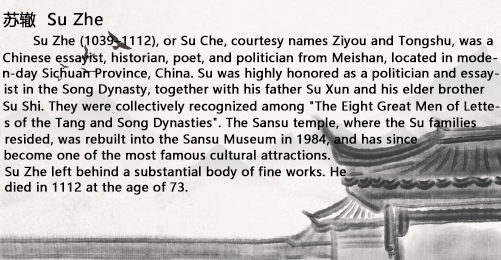 苏辙 Su Zhe
Su Zhe (1039–1112), or Su Che, courtesy names Ziyou and Tongshu, was a
Chinese essayist, historian, poet, and politician from Meishan, located in mode-
n-day Sichuan Province, China. Su was highly honored as a politician and essay-
ist in the Song Dynasty, together with his father Su Xun and his elder brother
Su Shi. They were collectively recognized among "The Eight Great Men of Lette-
s of the Tang and Song Dynasties". The Sansu temple, where the Su families
resided, was rebuilt into the Sansu Museum in 1984, and has since
become one of the most famous cultural attractions.
Su Zhe left behind a substantial body of fine works. He
died in 1112 at the age of 73.